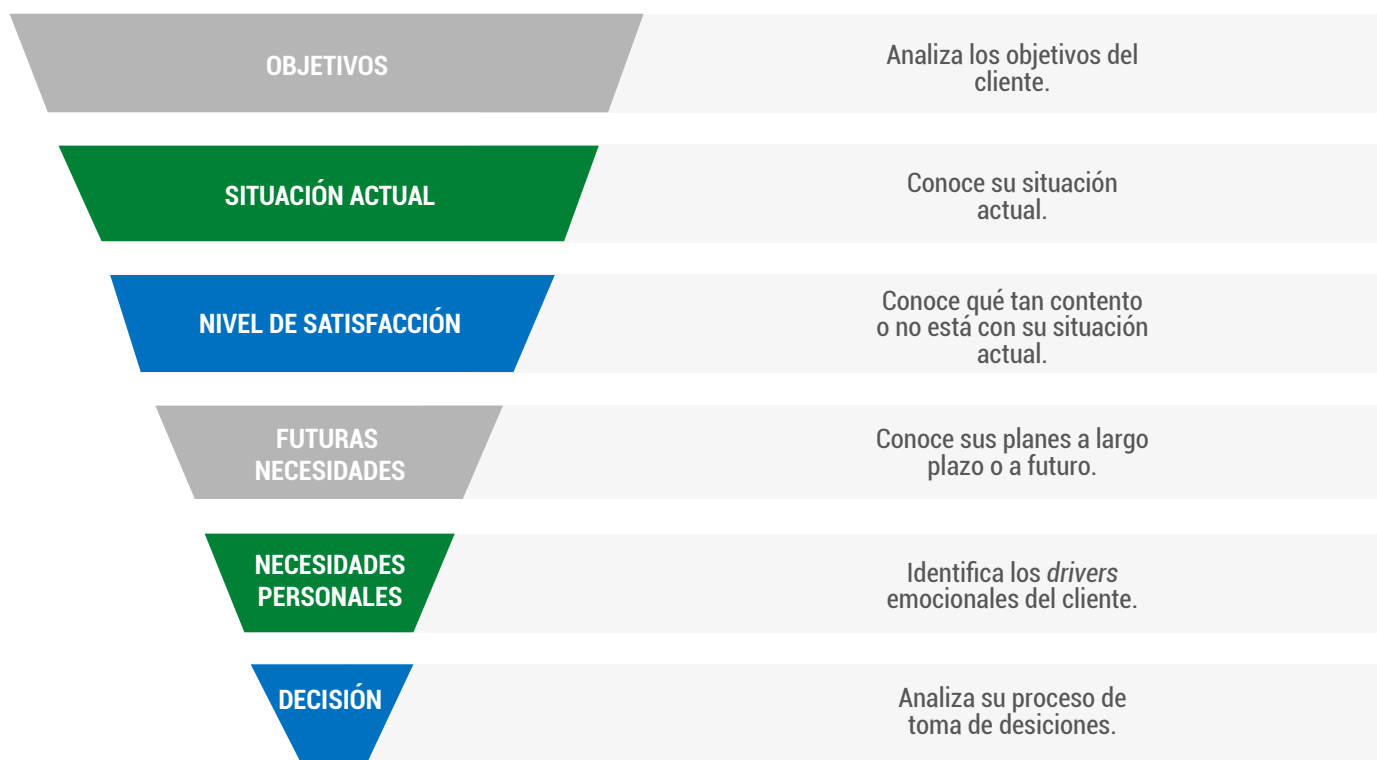 OBJETIVOS
Analiza los objetivos del
cliente.
SITUACIÓN ACTUAL
Conoce su situación
actual.
NIVEL DE SATISFACCIÓN
Conoce qué tan contento
o no está con su situación
actual.
FUTURAS
NECESIDADES
Conoce sus planes a largo
plazo o a futuro.
NECESIDADES
PERSONALES
Identifica los drivers
emocionales del cliente.
DECISIÓN
Analiza su proceso de
toma de desiciones.